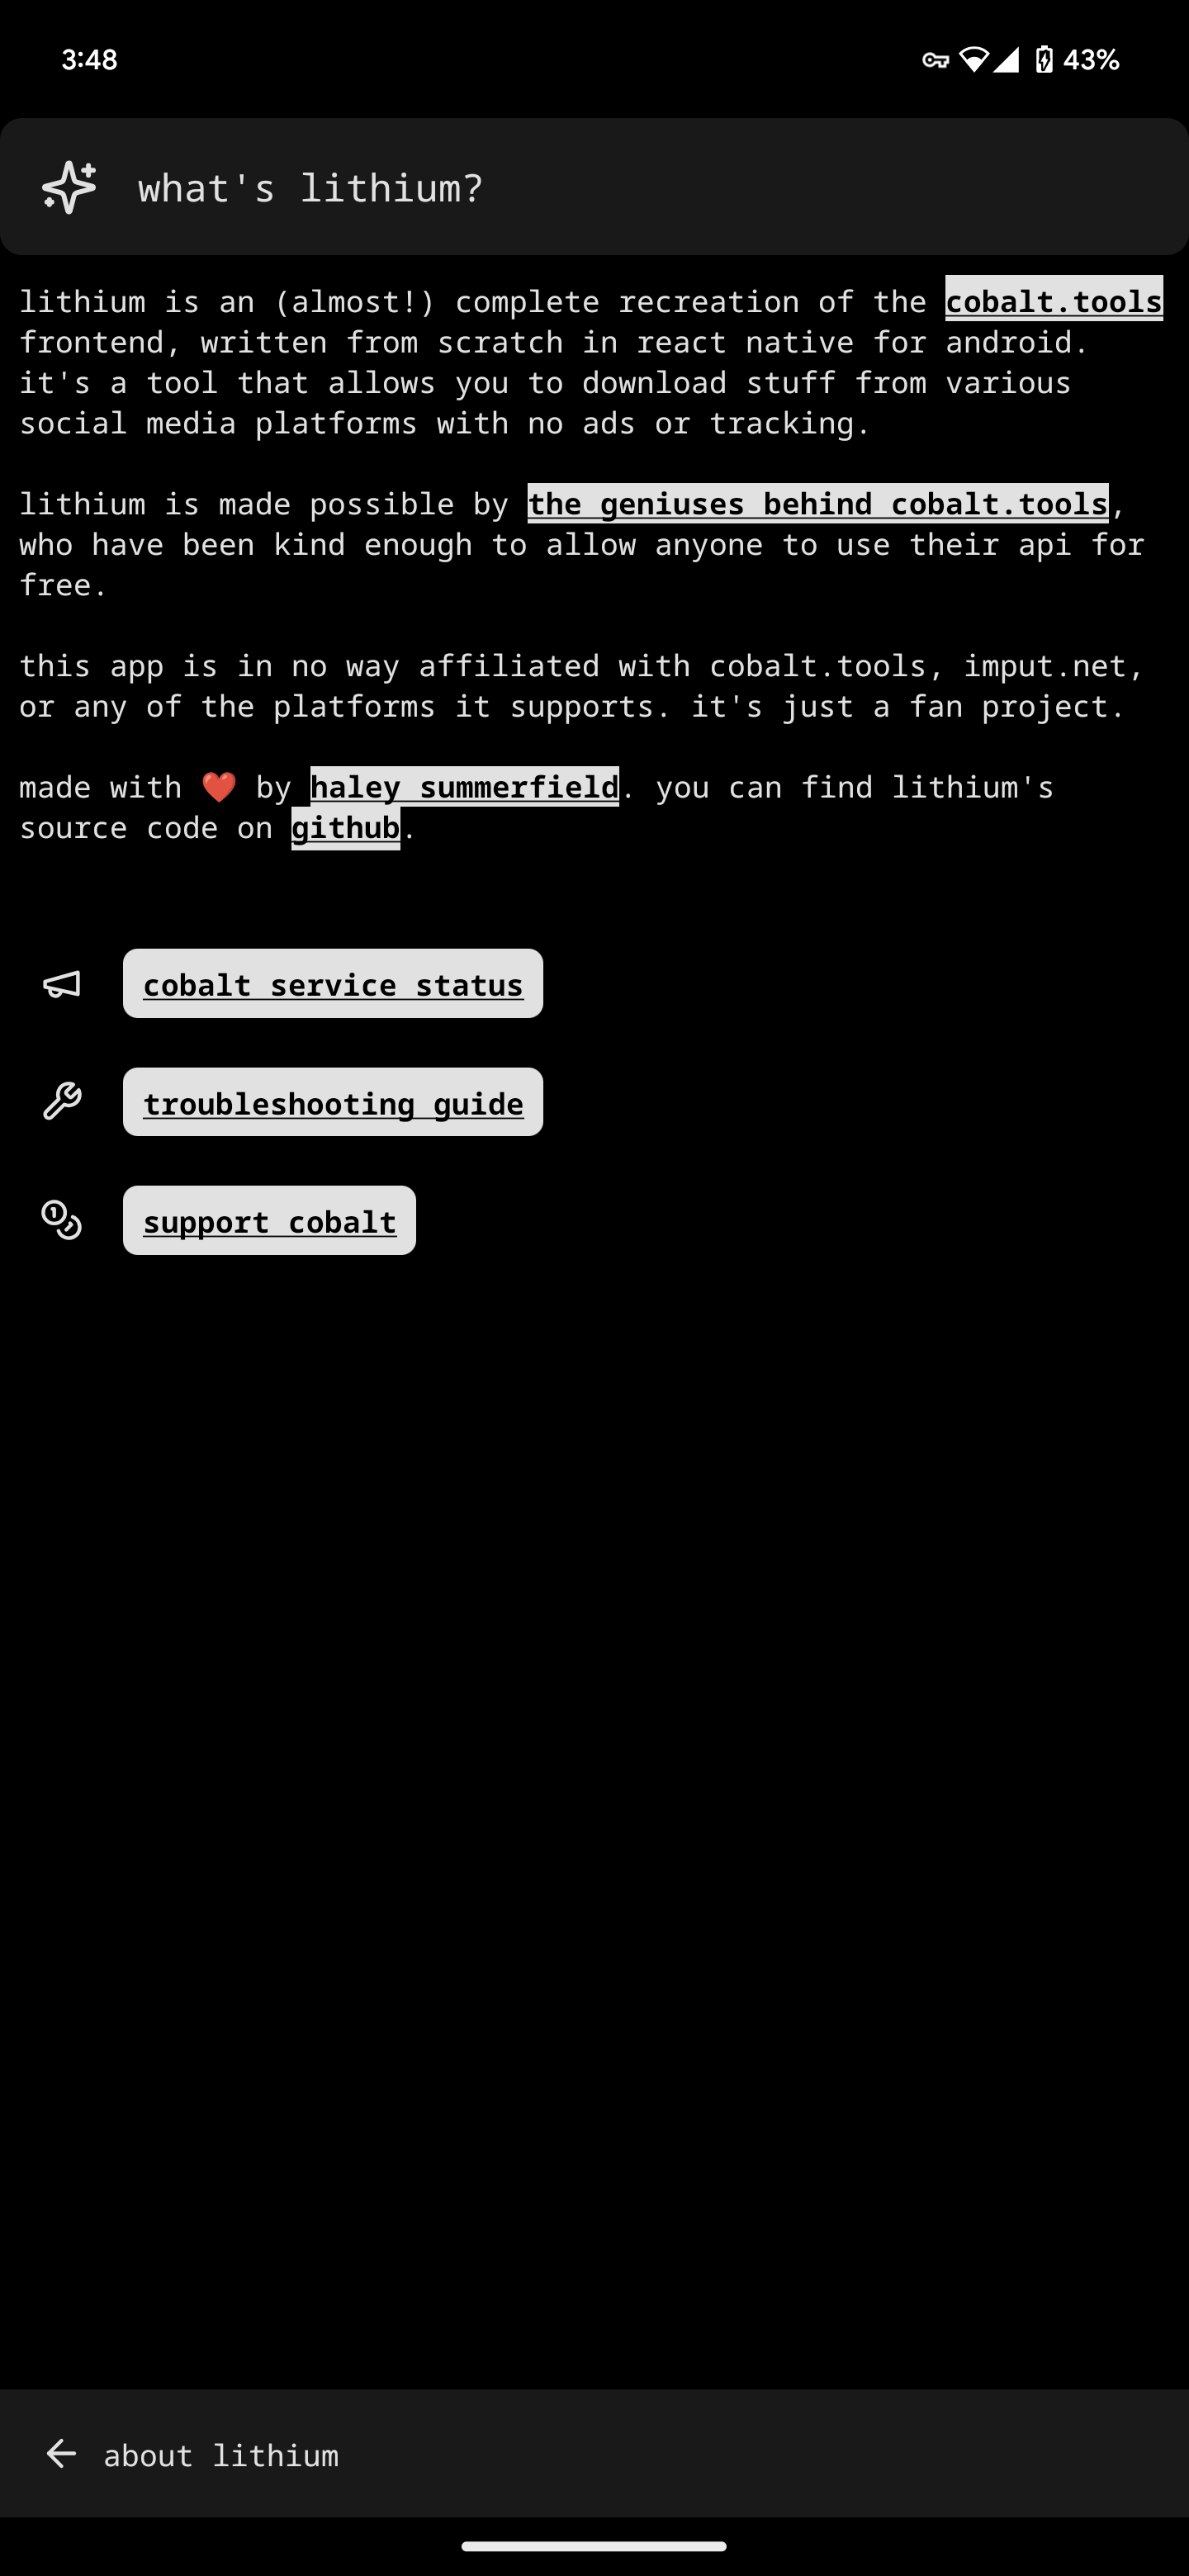 3:48
43%
what's lithium?
lithium is an (almost!) complete recreation of the cobalt.tools
frontend, written from scratch in react native for android.
it's a tool that allows you to download stuff from various
social media platforms with no ads or tracking.
lithium is made possible by the geniuses behind cobalt.tools,
who have been kind enough to allow anyone to use their api for
free.
this app is in no way affiliated with cobalt.tools, imput.net,
or any of the platforms it supports. it's just a fan project.
made with ❤️ by haley summerfield. you can find lithium's
source code on github.
cobalt service status
troubleshooting guide
support cobalt
about lithium